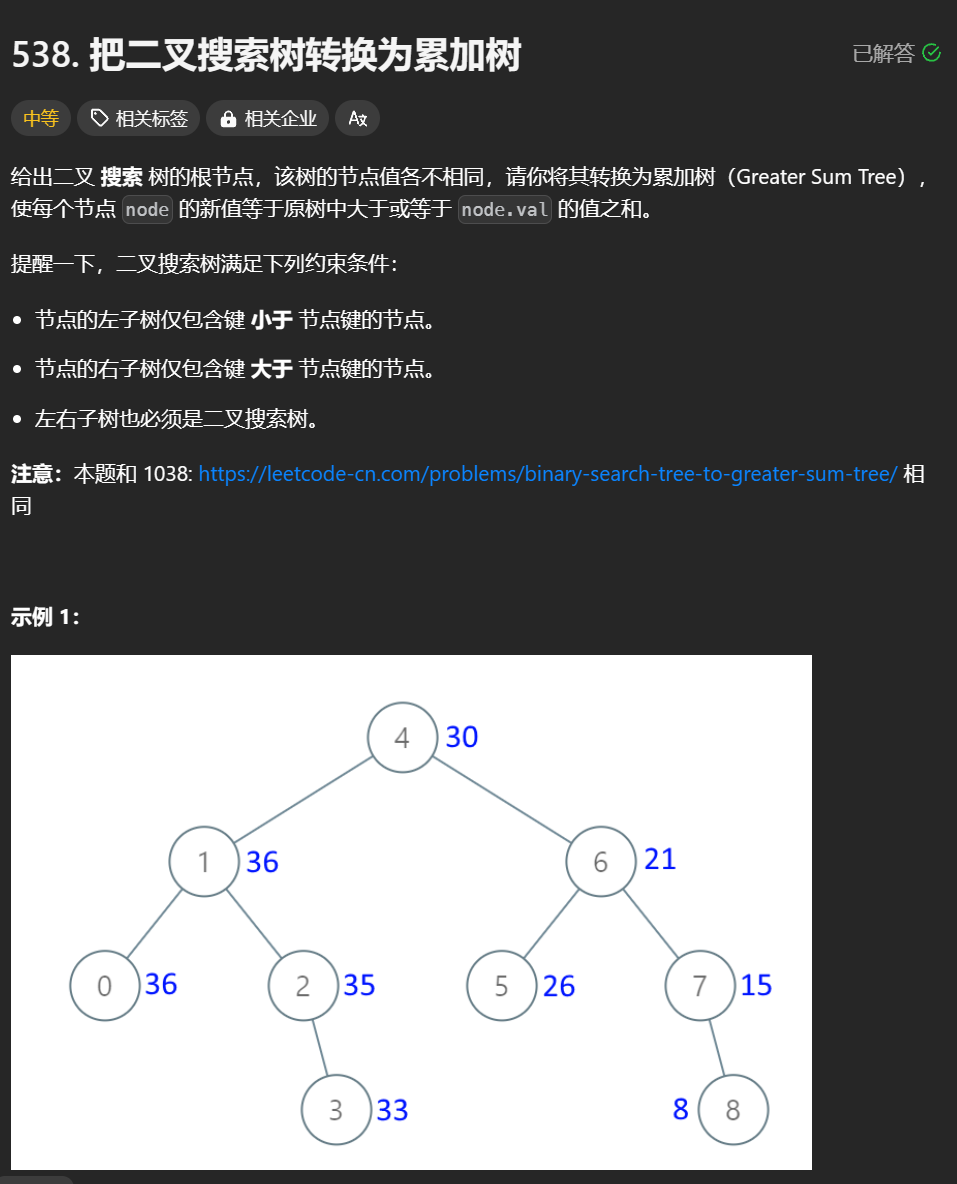 538. 把二叉搜索树转换为累加树
已解答
中等 相关标签 相关企业 Aあ
给出二叉 搜索 树的根节点，该树的节点值各不相同，请你将其转换为累加树（Greater Sum Tree），
使每个节点 node 的新值等于原树中大于或等于 node.val 的值之和。
提醒一下，二叉搜索树满足下列约束条件：
• 节点的左子树仅包含键 小于 节点键的节点。
• 节点的右子树仅包含键 大于 节点键的节点。
• 左右子树也必须是二叉搜索树。
注意：本题和 1038: https://leetcode-cn.com/problems/binary-search-tree-to-greater-sum-tree/ 相
同
示例 1：
4 30
1 36 6 21
0 36 2 35 5 26 7 15
3 33 8 8